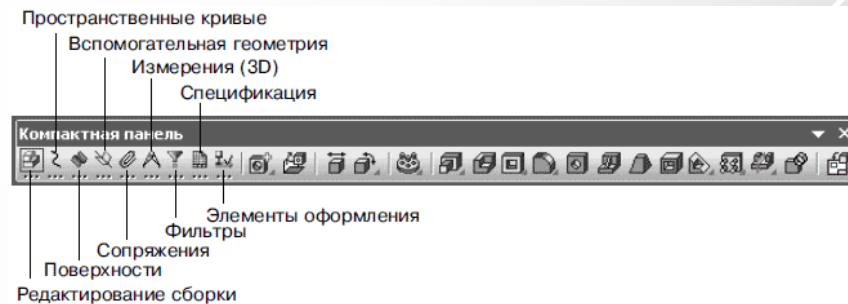 Пространственные кривые
Вспомогательная геометрия
Измерения (3D)
Спецификация
Компактная панель
Элементы оформления
Фильтры
Сопряжения
Поверхности
Редактирование сборки